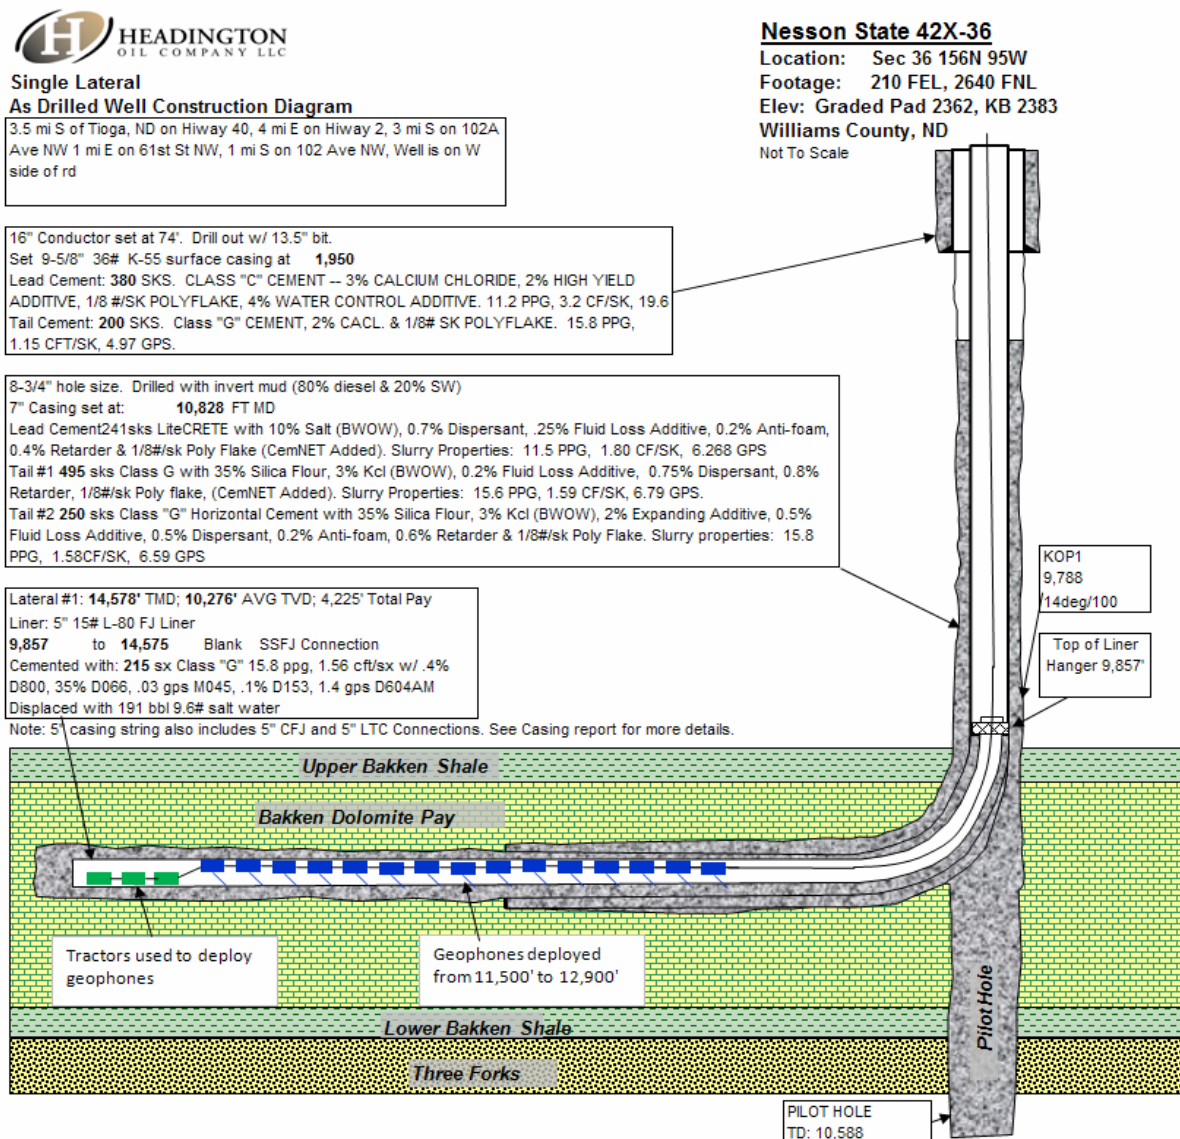 HEADINGTON
OIL COMPANY LLC
Single Lateral
As Drilled Well Construction Diagram
3.5 mi S of Tioga, ND on Hiway 40, 4 mi E on Hiway 2, 3 mi S on 102A
Ave NW 1 mi E on 61st St NW, 1 mi S on 102 Ave NW, Well is on W
side of rd
Nesson State 42X-36
Location: Sec 36 156N 95W
Footage: 210 FEL, 2640 FNL
Elev: Graded Pad 2362, KB 2383
Williams County, ND
Not To Scale
16" Conductor set at 74'. Drill out w/ 13.5" bit.
Set 9-5/8" 36# K-55 surface casing at 1,950
Lead Cement: 380 SKS. CLASS "C" CEMENT -- 3% CALCIUM CHLORIDE, 2% HIGH YIELD
ADDITIVE, 1/8 #/SK POLYFLAKE, 4% WATER CONTROL ADDITIVE. 11.2 PPG, 3.2 CF/SK, 19.6
Tail Cement: 200 SKS. Class "G" CEMENT, 2% CACL. & 1/8# SK POLYFLAKE. 15.8 PPG,
1.15 CFT/SK, 4.97 GPS.
8-3/4" hole size. Drilled with invert mud (80% diesel & 20% SW)
7" Casing set at: 10,828 FT MD
Lead Cement241sks LiteCRETE with 10% Salt (BWOW), 0.7% Dispersant, .25% Fluid Loss Additive, 0.2% Anti-foam,
0.4% Retarder & 1/8#/sk Poly Flake (CemNET Added). Slurry Properties: 11.5 PPG, 1.80 CF/SK, 6.268 GPS
Tail #1 495 sks Class G with 35% Silica Flour, 3% Kcl (BWOW), 0.2% Fluid Loss Additive, 0.75% Dispersant, 0.8%
Retarder, 1/8#/sk Poly flake, (CemNET Added). Slurry Properties: 15.6 PPG, 1.59 CF/SK, 6.79 GPS.
Tail #2 250 sks Class "G" Horizontal Cement with 35% Silica Flour, 3% Kcl (BWOW), 2% Expanding Additive, 0.5%
Fluid Loss Additive, 0.5% Dispersant, 0.2% Anti-foam, 0.6% Retarder & 1/8#/sk Poly Flake. Slurry properties: 15.8
PPG, 1.58CF/SK, 6.59 GPS
KOP1
9,788
14deg/100
Top of Liner
Hanger 9,857'
Lateral #1: 14,578' TMD; 10,276' AVG TVD; 4,225' Total Pay
Liner: 5" 15# L-80 FJ Liner
9,857 to 14,575 Blank SSFJ Connection
Cemented with: 215 sx Class "G" 15.8 ppg, 1.56 cft/sx w/ .4%
D800, 35% D066, .03 gps M045, .1% D153, 1.4 gps D604AM
Displaced with 191 bbl 9.6# salt water
Note: 5" casing string also includes 5" CFJ and 5" LTC Connections. See Casing report for more details.
Upper Bakken Shale
Bakken Dolomite Pay
Tractors used to deploy
geophones
Geophones deployed
from 11,500' to 12,900'
Pilot Hole
Lower Bakken Shale
Three Forks
PILOT HOLE
TD: 10,588